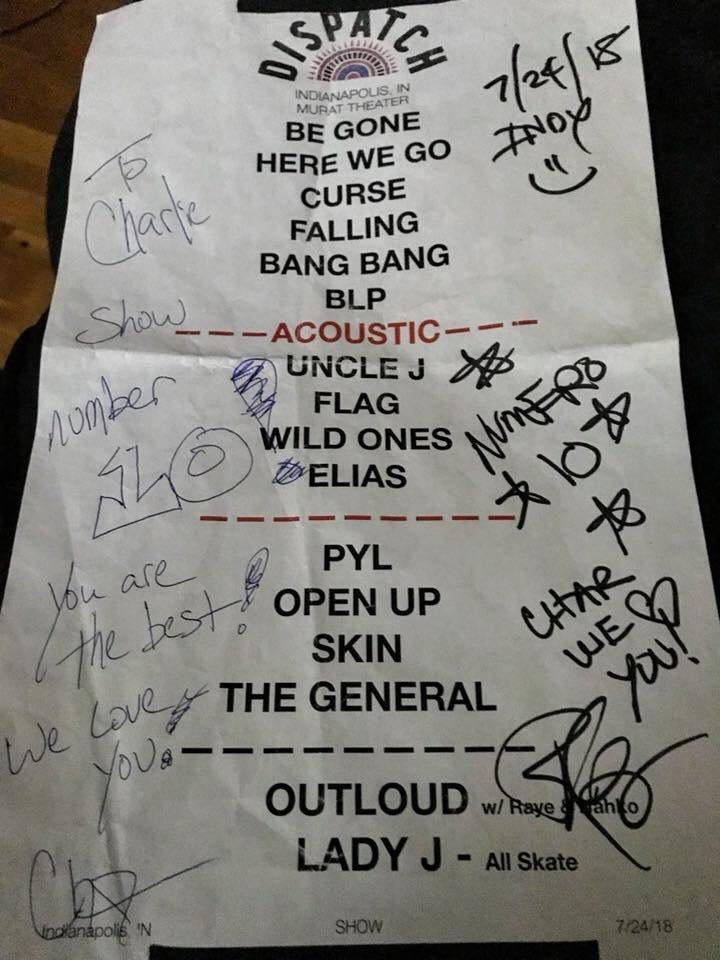 DISPATCH
INDIANAPOLIS, IN
MURAT THEATER
7/24/18
INDY
BE GONE
HERE WE GO
CURSE
FALLING
BANG BANG
BLP
To
Charlie
Show
number
10!
You are
the best!
We Love
You.
---ACOUSTIC---
UNCLE J
FLAG
WILD ONES
ELIAS
NUMERO
10
PYL
OPEN UP
SKIN
THE GENERAL
CHAR
WE
YOU!
OUTLOUD w/ Raye &
LADY J - All Skate
Indianapolis, IN
SHOW
7/24/18